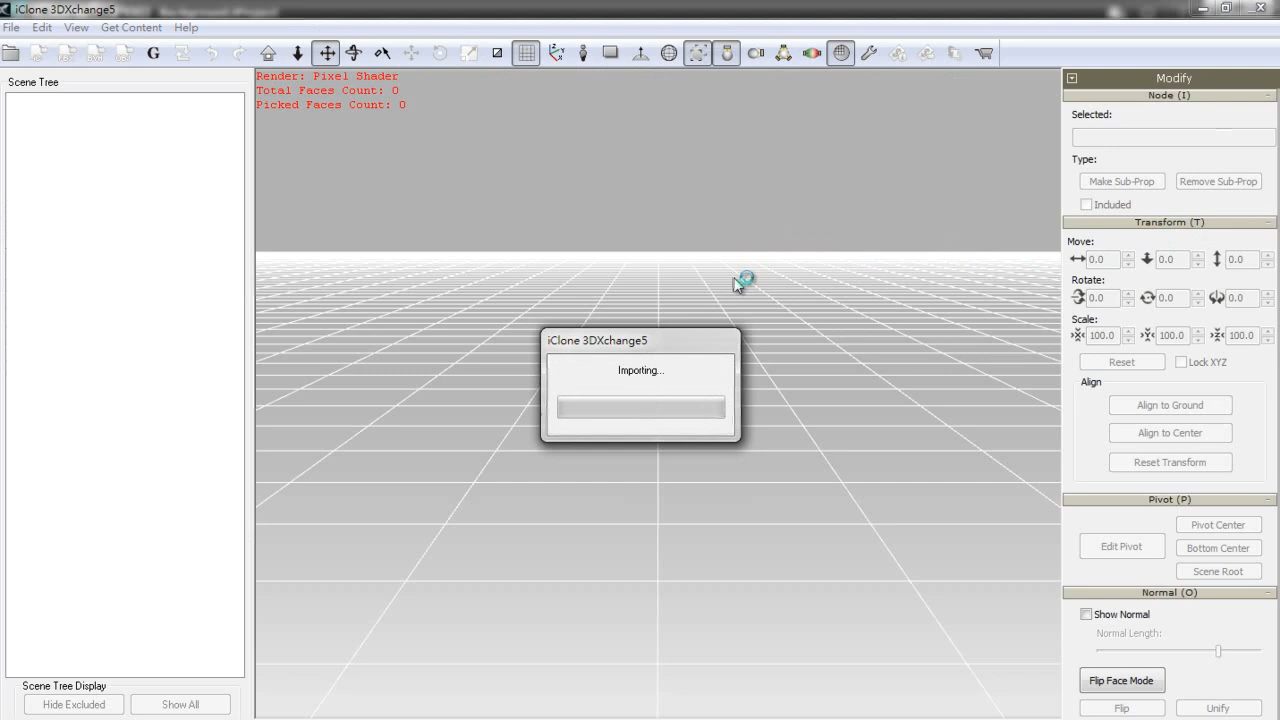 iClone 3DXchange5
File Edit View Get Content Help
G
Scene Tree
Render: Pixel Shader
Total Faces Count: 0
Picked Faces Count: 0
iClone 3DXchange5
Importing...
Scene Tree Display
Hide Excluded Show All
Modify
Node (I)
Selected:
Type:
Make Sub-Prop Remove Sub-Prop
Included
Transform (T)
Move:
0.0 0.0 0.0
Rotate:
0.0 0.0 0.0
Scale:
100.0 100.0 100.0
Reset Lock XYZ
Align
Align to Ground
Align to Center
Reset Transform
Pivot (P)
Pivot Center
Edit Pivot
Bottom Center
Scene Root
Normal (O)
Show Normal
Normal Length:
Flip Face Mode
Flip Unify